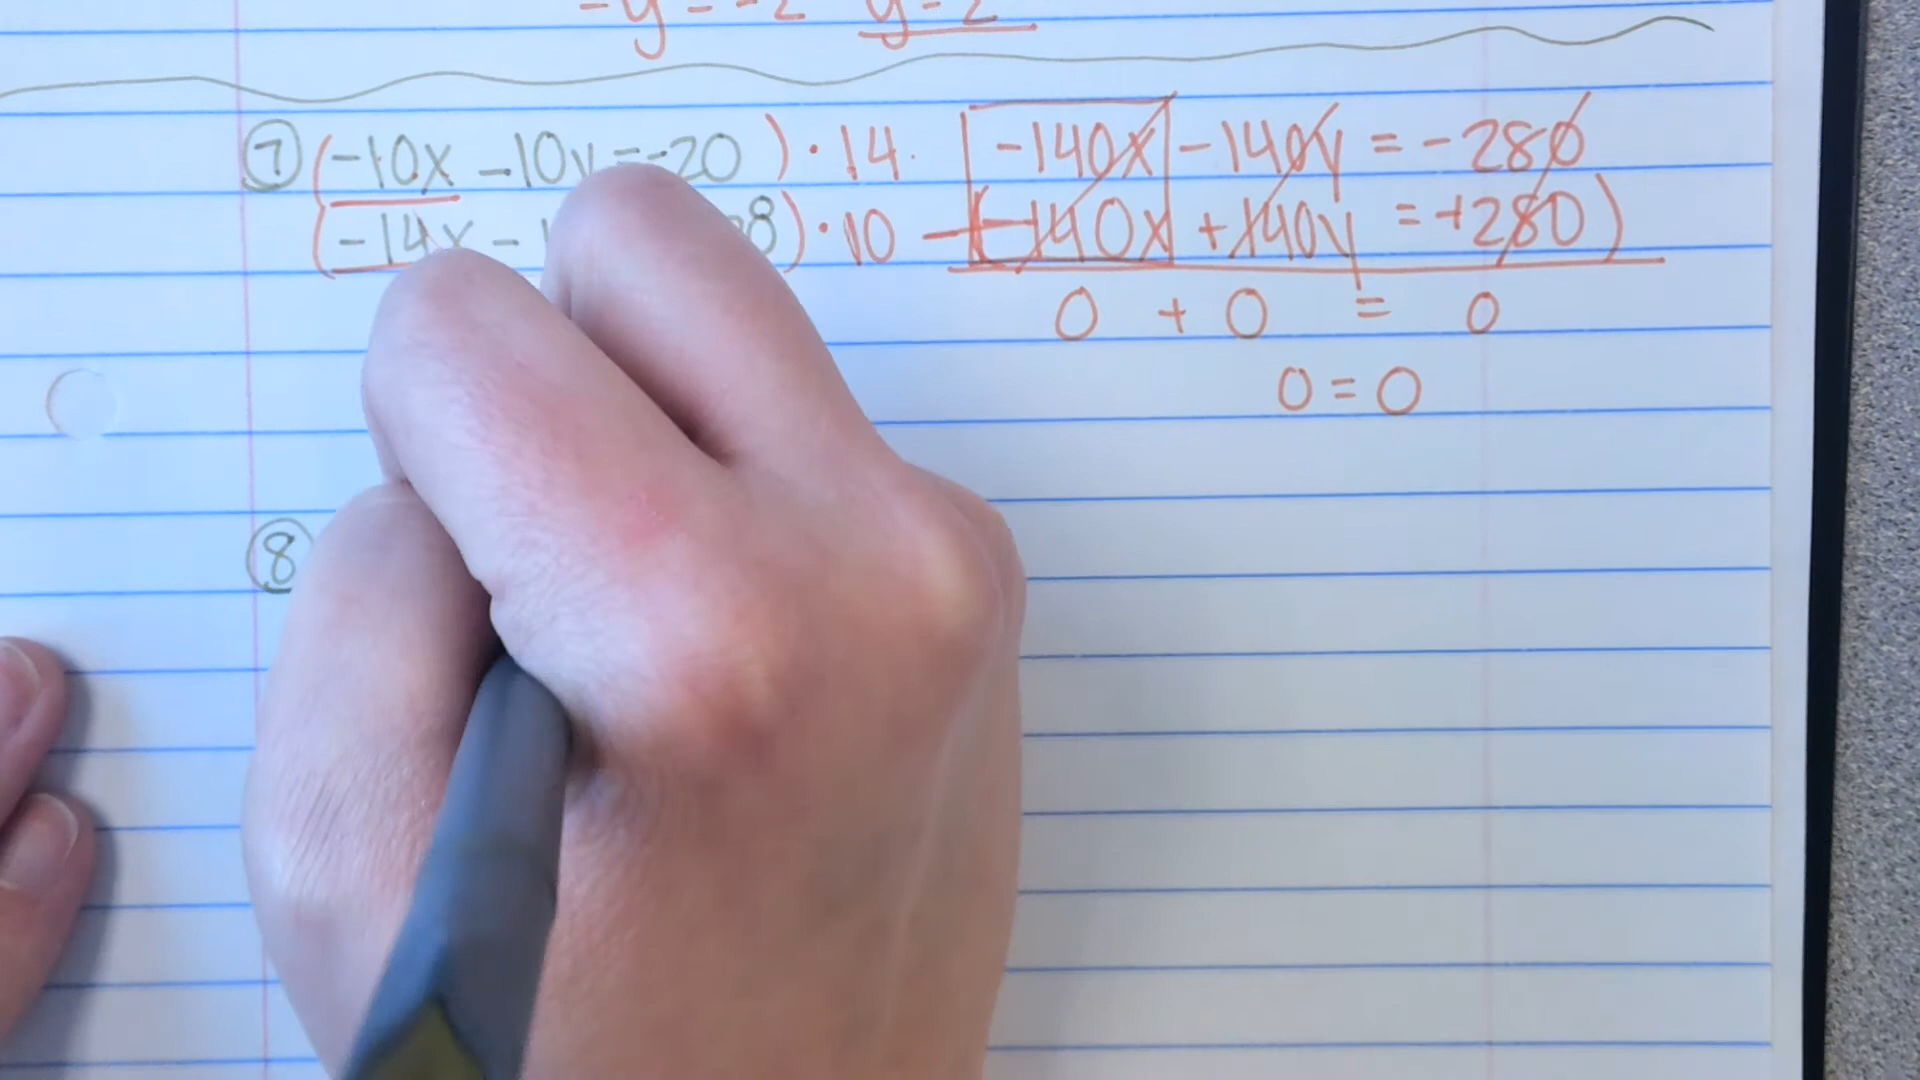 -y = -2 y=2
⑦ (-10x -10y = -20) · 14
(-14x - 28) · 10
-140x -140y = -280
-(-140x +140y = +280)
0 + 0 = 0
0 = 0
⑧